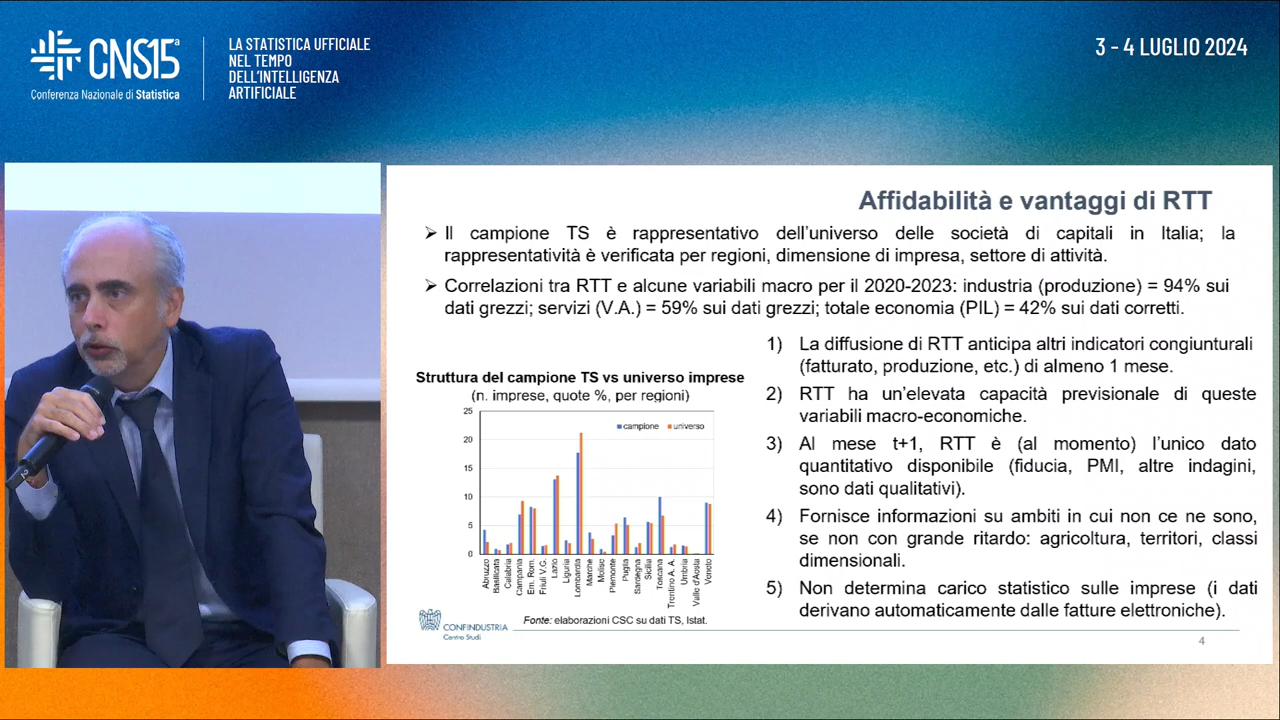 CNS15ª
Conferenza Nazionale di Statistica
LA STATISTICA UFFICIALE
NEL TEMPO
DELL'INTELLIGENZA
ARTIFICIALE
3 - 4 LUGLIO 2024
Affidabilità e vantaggi di RTT
➢ Il campione TS è rappresentativo dell'universo delle società di capitali in Italia; la
rappresentatività è verificata per regioni, dimensione di impresa, settore di attività.
➢ Correlazioni tra RTT e alcune variabili macro per il 2020-2023: industria (produzione) = 94% sui
dati grezzi; servizi (V.A.) = 59% sui dati grezzi; totale economia (PIL) = 42% sui dati corretti.
Struttura del campione TS vs universo imprese
(n. imprese, quote %, per regioni)
25
20
15
10
5
0
campione
universo
Abruzzo
Basilicata
Calabria
Campania
Em. Rom.
Friuli V.G.
Lazio
Liguria
Lombardia
Marche
Molise
Piemonte
Puglia
Sardegna
Sicilia
Toscana
Trentino A. A.
Umbria
Valle d'Aosta
Veneto
CONFINDUSTRIA
Centro Studi
Fonte: elaborazioni CSC su dati TS, Istat.
1) La diffusione di RTT anticipa altri indicatori congiunturali
(fatturato, produzione, etc.) di almeno 1 mese.
2) RTT ha un'elevata capacità previsionale di queste
variabili macro-economiche.
3) Al mese t+1, RTT è (al momento) l'unico dato
quantitativo disponibile (fiducia, PMI, altre indagini,
sono dati qualitativi).
4) Fornisce informazioni su ambiti in cui non ce ne sono,
se non con grande ritardo: agricoltura, territori, classi
dimensionali.
5) Non determina carico statistico sulle imprese (i dati
derivano automaticamente dalle fatture elettroniche).
4